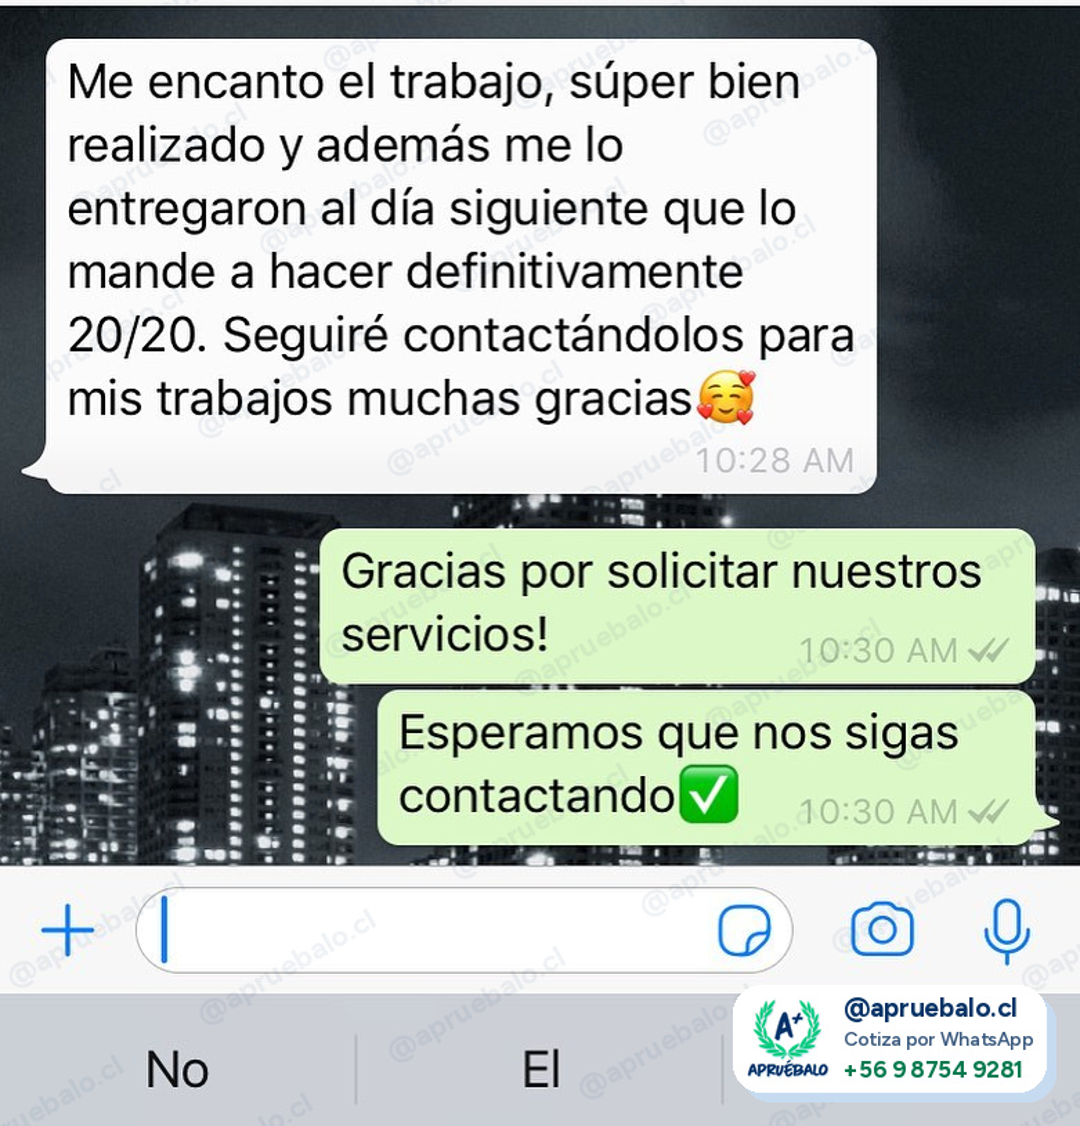 Me encanto el trabajo, súper bien
realizado y además me lo
entregaron al día siguiente que lo
mande a hacer definitivamente
20/20. Seguiré contactándolos para
mis trabajos muchas gracias🥰
10:28 AM
Gracias por solicitar nuestros
servicios!
10:30 AM
Esperamos que nos sigas
contactando✅
10:30 AM
No
El
A+
APRUÉBALO
@apruebalo.cl
Cotiza por WhatsApp
+56 9 8754 9281